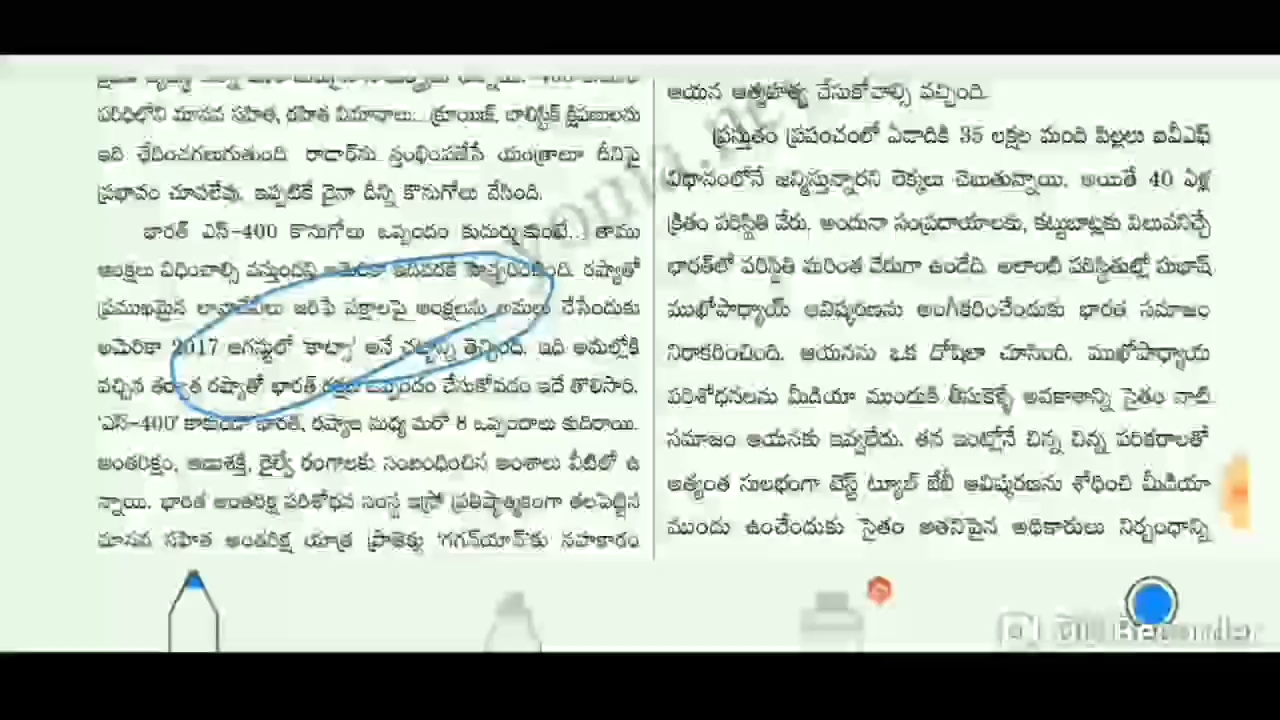 పరిధిలోని మానవ సహిత, రహిత విమానాలు... క్రూయిజ్, బాలిస్టిక్ క్షిపణులను
ఇది ఛేదించగలుగుతుంది. రాడార్‌ను స్తంభింపజేసే యంత్రాలూ దీనిపై
ప్రభావం చూపలేవు. ఇప్పటికే చైనా దీన్ని కొనుగోలు చేసింది.
భారత్ ఎస్-400 కొనుగోలు ఒప్పందం కుదుర్చుకుంటే... తాము
ఆంక్షలు విధించాల్సి వస్తుందని అమెరికా ఇదివరకే హెచ్చరించింది. రష్యాతో
ప్రముఖమైన లావాదేవీలు జరిపే పక్షాలపై ఆంక్షలను అమలు చేసేందుకు
అమెరికా 2017 ఆగస్టులో 'కాట్సా' అనే చట్టాన్ని తెచ్చింది. ఇది అమల్లోకి
వచ్చిన తర్వాత రష్యాతో భారత్ రక్షణ ఒప్పందం చేసుకోవడం ఇదే తొలిసారి.
'ఎస్-400' కాకుండా భారత్, రష్యాల మధ్య మరో 8 ఒప్పందాలు కుదిరాయి.
అంతరిక్షం, అణుశక్తి, రైల్వే రంగాలకు సంబంధించిన అంశాలు వీటిలో ఉ
న్నాయి. భారత అంతరిక్ష పరిశోధన సంస్థ ఇస్రో ప్రతిష్ఠాత్మకంగా తలపెట్టిన
మానవ సహిత అంతరిక్ష యాత్ర ప్రాజెక్టు 'గగన్‌యాన్'కు సహకారం
ఆయన ఆత్మహత్య చేసుకోవాల్సి వచ్చింది.
ప్రస్తుతం ప్రపంచంలో ఏడాదికి 35 లక్షల మంది పిల్లలు ఐవీఎఫ్
విధానంలోనే జన్మిస్తున్నారని లెక్కలు చెబుతున్నాయి. అయితే 40 ఏళ్ల
క్రితం పరిస్థితి వేరు. అందునా సంప్రదాయాలకు, కట్టుబాట్లకు విలువనిచ్చే
భారత్‌లో పరిస్థితి మరింత వేరుగా ఉండేది. అలాంటి పరిస్థితుల్లో సుభాష్
ముఖోపాధ్యాయ్ ఆవిష్కరణను అంగీకరించేందుకు భారత సమాజం
నిరాకరించింది. ఆయనను ఒక దోషిలా చూసింది. ముఖోపాధ్యాయ
పరిశోధనలను మీడియా ముందుకి తీసుకెళ్ళే అవకాశాన్ని సైతం నాటి
సమాజం ఆయనకు ఇవ్వలేదు. తన ఇంట్లోనే చిన్న చిన్న పరికరాలతో
అత్యంత సులభంగా టెస్ట్ ట్యూబ్ బేబీ ఆవిష్కరణను శోధించి మీడియా
ముందు ఉంచేందుకు సైతం అతనిపైన అధికారులు నిర్బంధాన్ని
Recorder